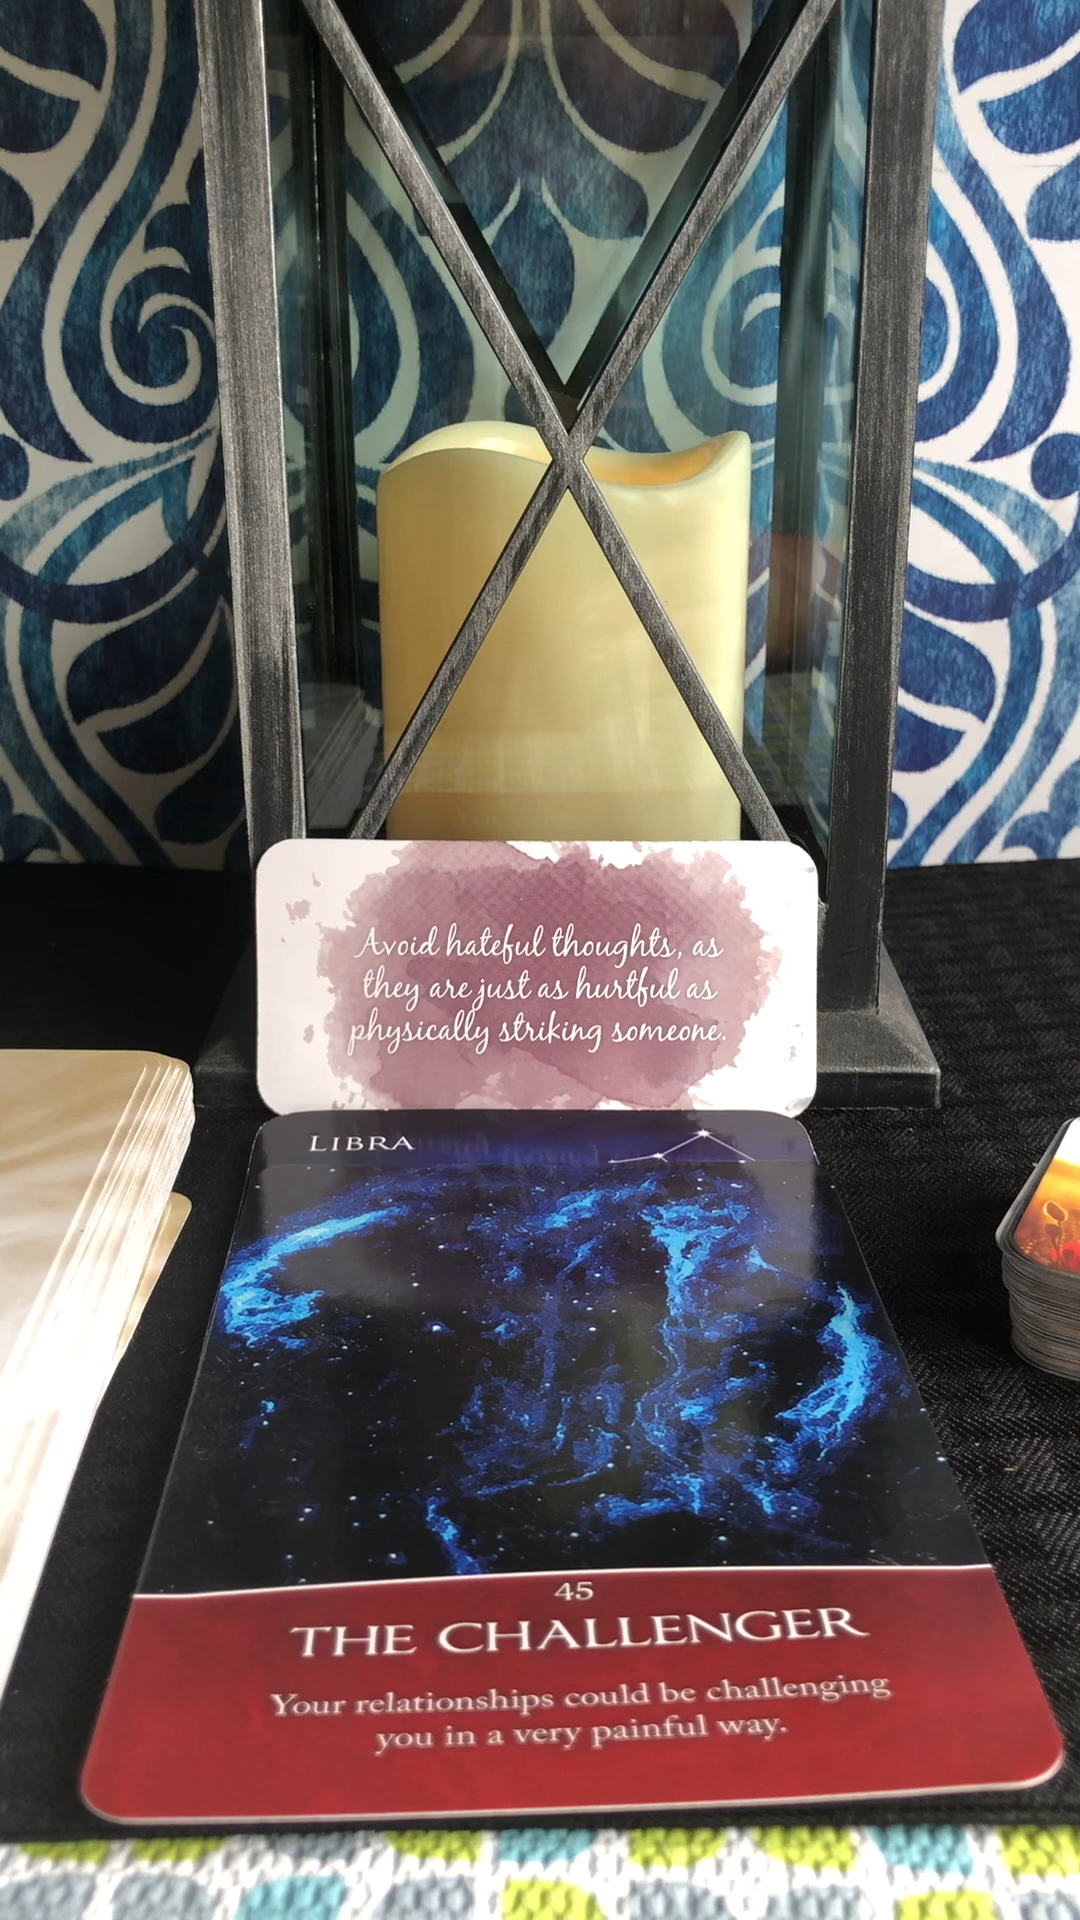 Avoid hateful thoughts, as
they are just as hurtful as
physically striking someone.
LIBRA
45
THE CHALLENGER
Your relationships could be challenging
you in a very painful way.